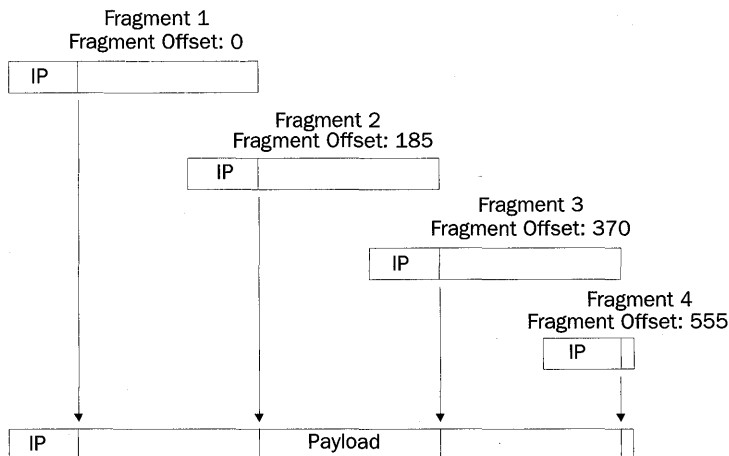 Fragment 1
Fragment Offset: 0
IP
Fragment 2
Fragment Offset: 185
IP
Fragment 3
Fragment Offset: 370
IP
Fragment 4
Fragment Offset: 555
IP
IP Payload